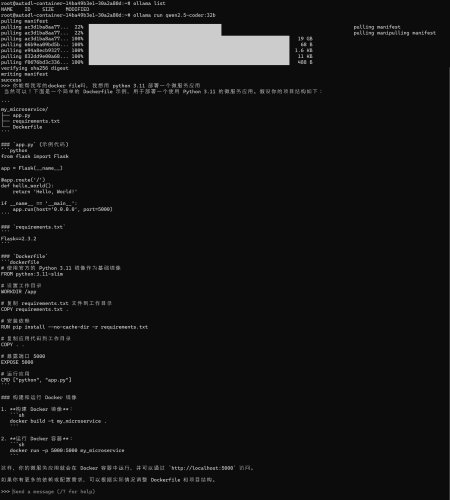 root@autodl-container-14ba49b3e1-30a2a80d:~# ollama list
NAME ID SIZE MODIFIED
root@autodl-container-14ba49b3e1-30a2a80d:~# ollama run qwen2.5-coder:32b
pulling manifest
pulling ac3d1ba8aa77... 22% pulling manifest
pulling ac3d1ba8aa77... 22% pulling manipulling manifest
pulling ac3d1ba8aa77... 100% 19 GB
pulling 66b9ea09bd5b... 100% 68 B
pulling e94a8ecb9327... 100% 1.6 KB
pulling 832dd9e00a68... 100% 11 KB
pulling f0676bd3c336... 100% 488 B
verifying sha256 digest
writing manifest
success
>>> 你能帮我写的docker file吗, 我想用 python 3.11 部署一个微服务应用
当然可以！下面是一个简单的 Dockerfile 示例，用于部署一个使用 Python 3.11 的微服务应用。假设你的项目结构如下：
```
my_microservice/
├── app.py
├── requirements.txt
└── Dockerfile
```
### `app.py` (示例代码)
```python
from flask import Flask
app = Flask(__name__)
@app.route('/')
def hello_world():
return 'Hello, World!'
if __name__ == '__main__':
app.run(host='0.0.0.0', port=5000)
```
### `requirements.txt`
```
Flask==2.3.2
```
### `Dockerfile`
```dockerfile
# 使用官方的 Python 3.11 镜像作为基础镜像
FROM python:3.11-slim
# 设置工作目录
WORKDIR /app
# 复制 requirements.txt 文件到工作目录
COPY requirements.txt .
# 安装依赖
RUN pip install --no-cache-dir -r requirements.txt
# 复制应用代码到工作目录
COPY . .
# 暴露端口 5000
EXPOSE 5000
# 运行应用
CMD ["python", "app.py"]
```
### 构建和运行 Docker 镜像
1. **构建 Docker 镜像**：
```sh
docker build -t my_microservice .
```
2. **运行 Docker 容器**：
```sh
docker run -p 5000:5000 my_microservice
```
这样，你的微服务应用就会在 Docker 容器中运行，并可以通过 `http://localhost:5000` 访问。
如果你有更多的依赖或配置需求，可以根据实际情况调整 Dockerfile 和项目结构。
>>> Send a message (/? for help)